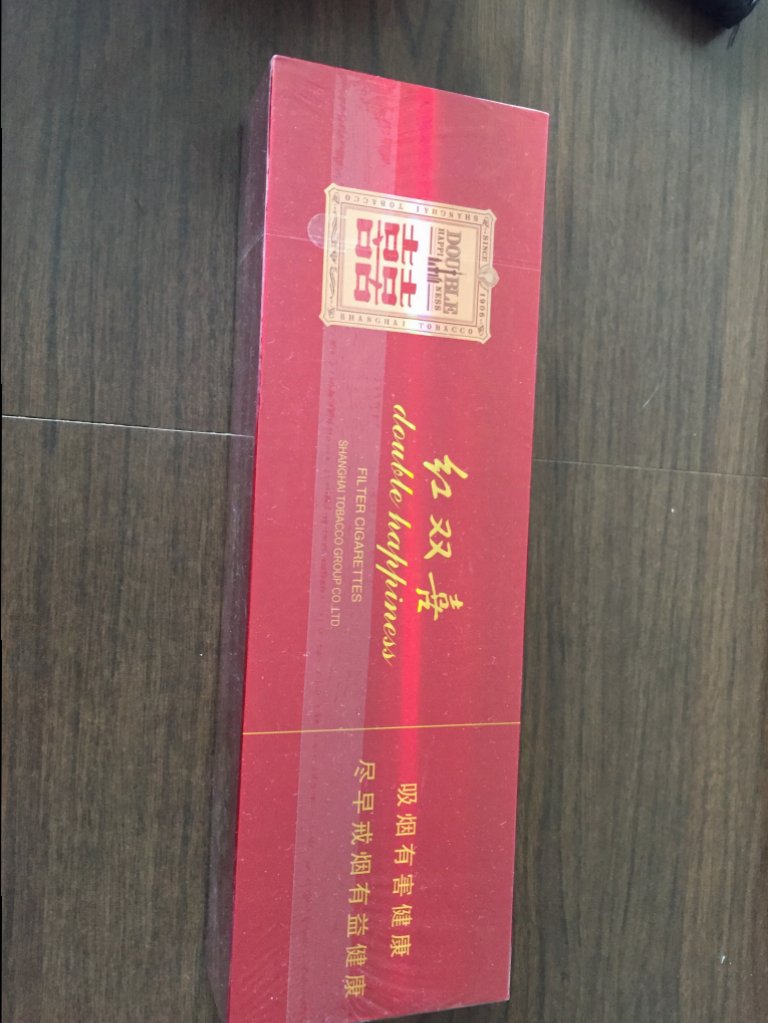 SHANGHAI TOBACCO
SINCE 1906
DOUBLE
HAPPINESS
囍
SHANGHAI TOBACCO
红双喜
double happiness
FILTER CIGARETTES
SHANGHAI TOBACCO GROUP CO.,LTD.
吸烟有害健康
尽早戒烟有益健康